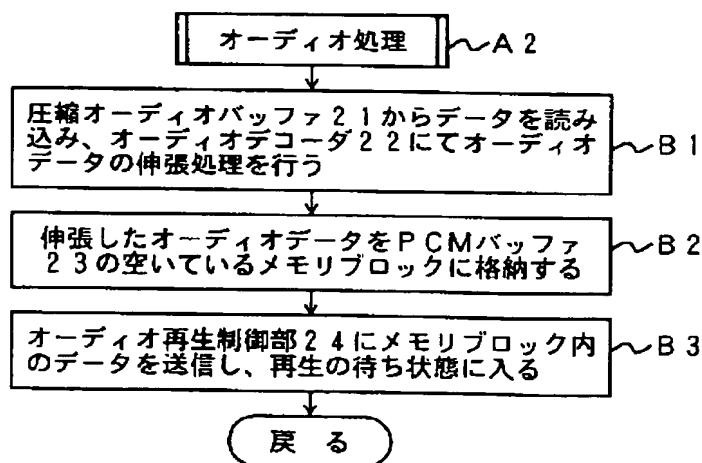 オーディオ処理
A2
圧縮オーディオバッファ21からデータを読み
込み、オーディオデコーダ22にてオーディオ
データの伸張処理を行う
B1
伸張したオーディオデータをPCMバッファ
23の空いているメモリブロックに格納する
B2
オーディオ再生制御部24にメモリブロック内
のデータを送信し、再生の待ち状態に入る
B3
戻る